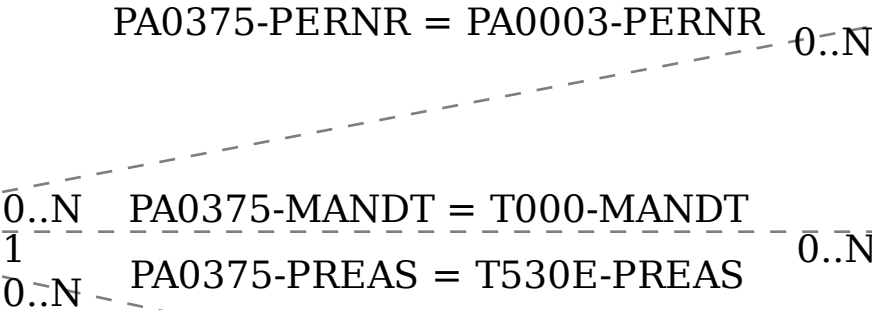 PA0375-PERNR = PA0003-PERNR
0..N
0..N
PA0375-MANDT = T000-MANDT
1
0..N
PA0375-PREAS = T530E-PREAS
0..N